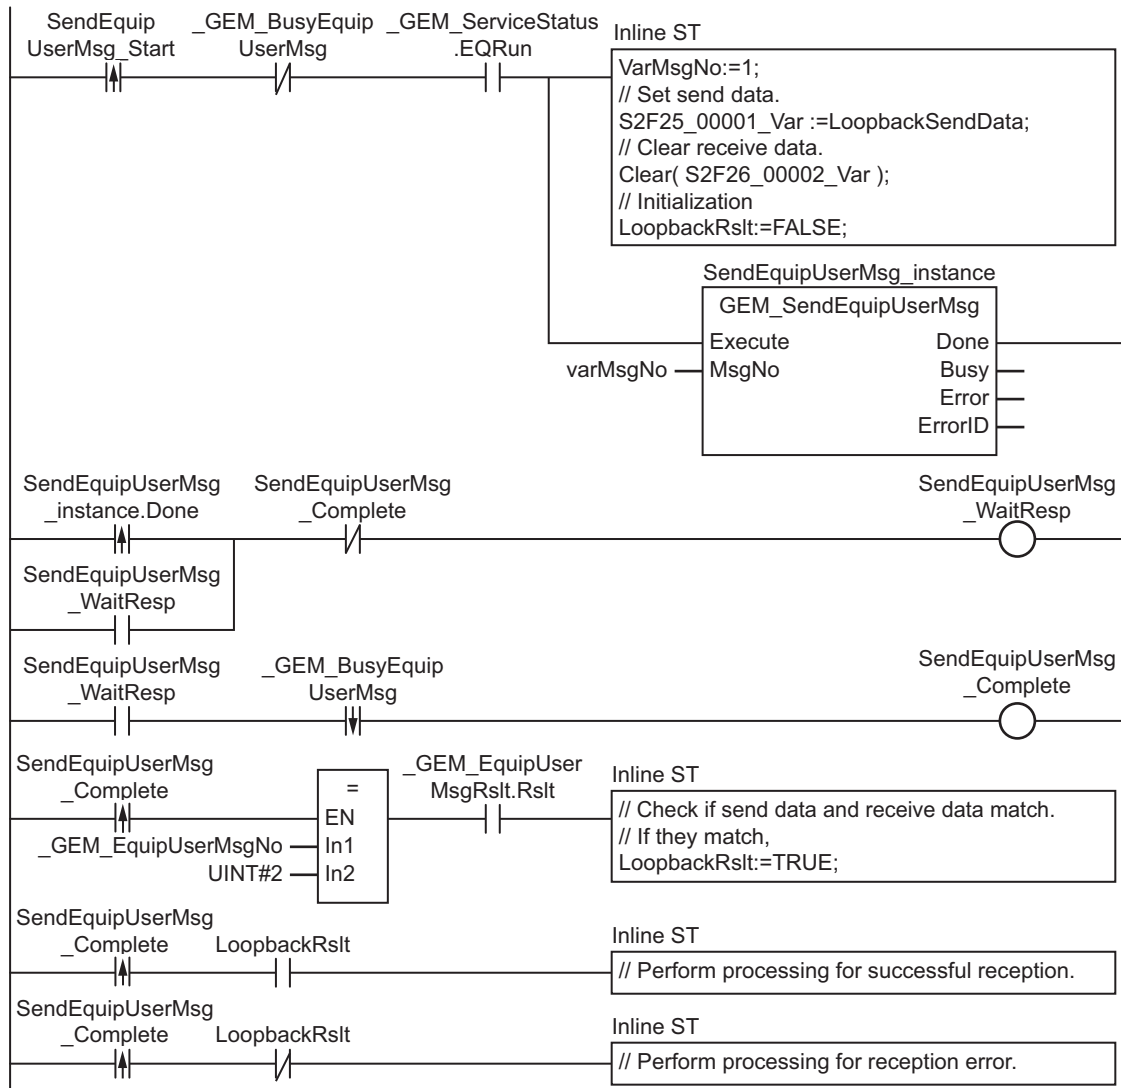 SendEquip
UserMsg_Start
_GEM_BusyEquip
UserMsg
_GEM_ServiceStatus
.EQRun
Inline ST
VarMsgNo:=1;
// Set send data.
S2F25_00001_Var :=LoopbackSendData;
// Clear receive data.
Clear( S2F26_00002_Var );
// Initialization
LoopbackRslt:=FALSE;
SendEquipUserMsg_instance
GEM_SendEquipUserMsg
Execute
Done
varMsgNo
MsgNo
Busy
Error
ErrorID
SendEquipUserMsg
_instance.Done
SendEquipUserMsg
_Complete
SendEquipUserMsg
_WaitResp
SendEquipUserMsg
_WaitResp
SendEquipUserMsg
_WaitResp
_GEM_BusyEquip
UserMsg
SendEquipUserMsg
_Complete
SendEquipUserMsg
_Complete
=
EN
_GEM_EquipUserMsgNo
In1
UINT#2
In2
_GEM_EquipUser
MsgRslt.Rslt
Inline ST
// Check if send data and receive data match.
// If they match,
LoopbackRslt:=TRUE;
SendEquipUserMsg
_Complete
LoopbackRslt
Inline ST
// Perform processing for successful reception.
SendEquipUserMsg
_Complete
LoopbackRslt
Inline ST
// Perform processing for reception error.